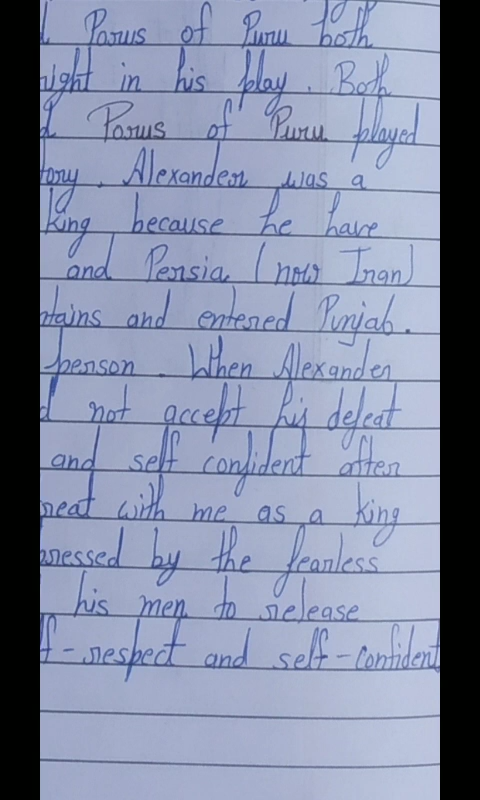 Porus of Puru both
in his play. Both
Porus of Puru played
Alexander was a
king because he have
and Persia (now Iran)
and entered Punjab.
person. When Alexander
not accept his defeat
and self confident after
with me as a king
by the fearless
his men to release
-respect and self-confident